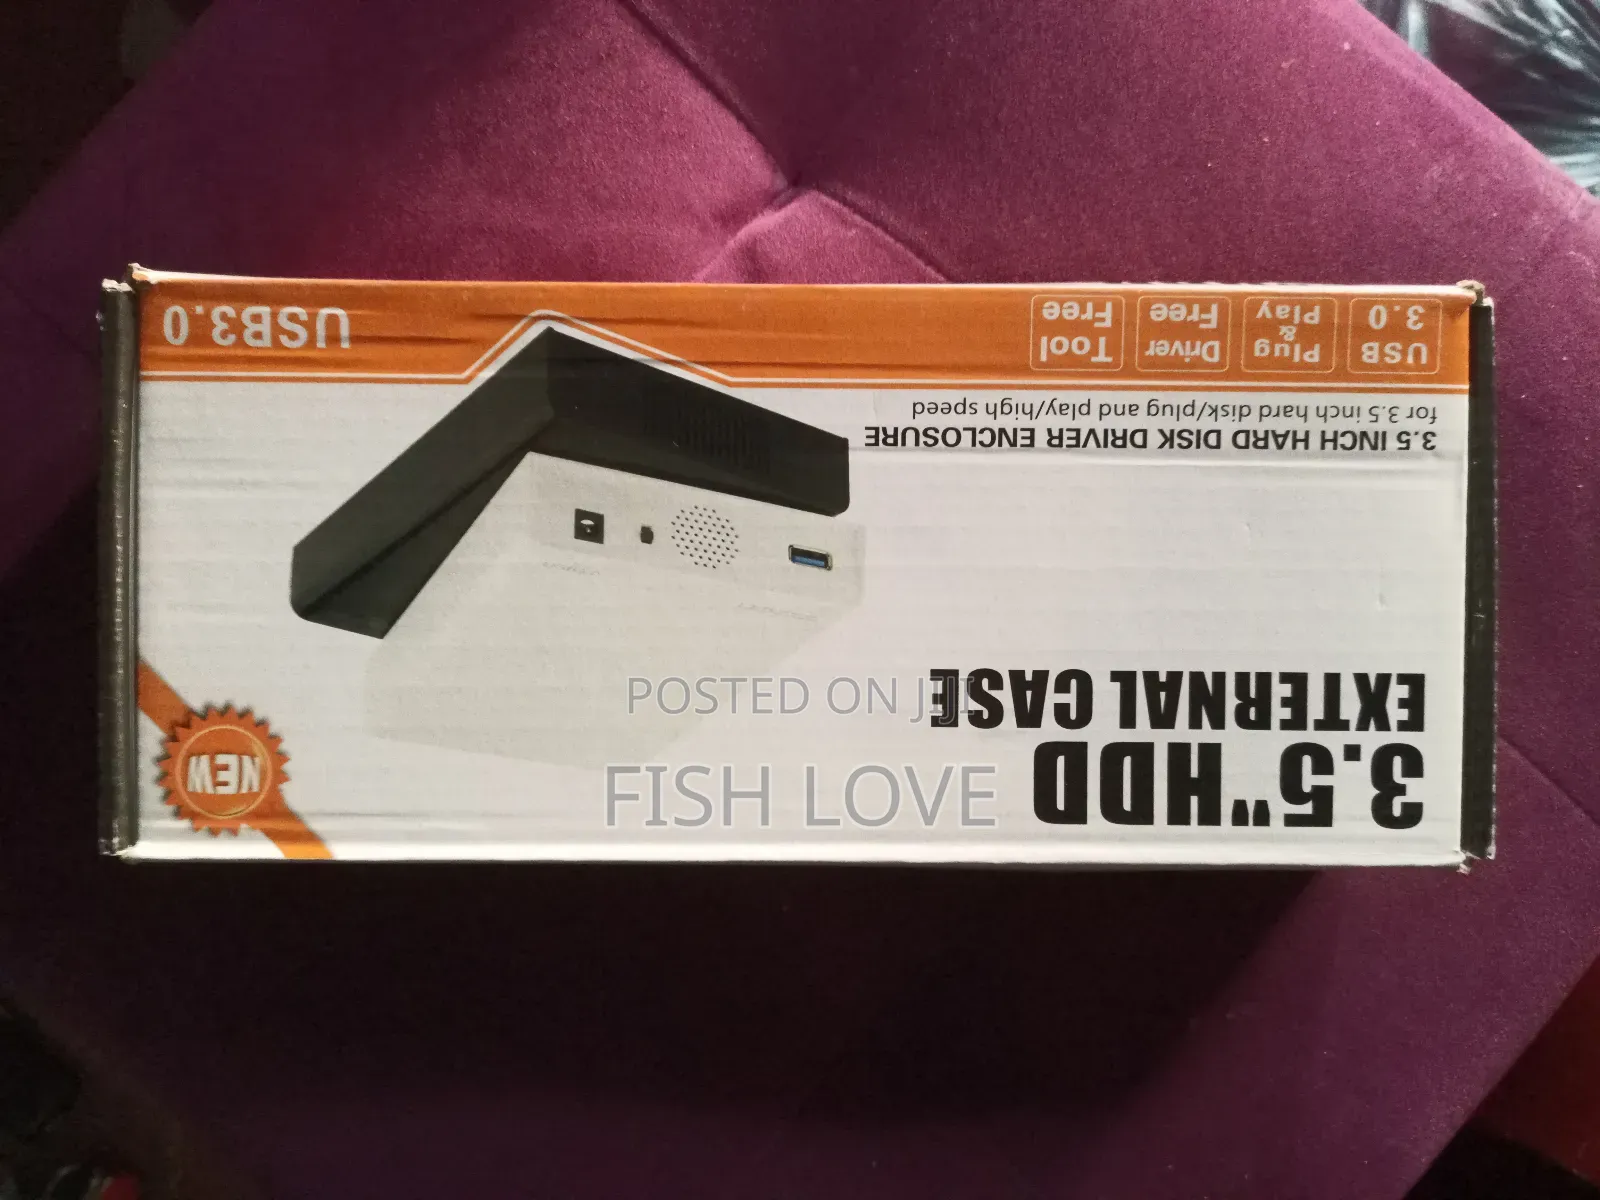 3.5"HDD
EXTERNAL CASE
NEW
3.5 INCH HARD DISK DRIVER ENCLOSURE
for 3.5 inch hard disk/plug and play/high speed
USB
3.0
Plug
&
Play
Driver
Free
Tool
Free
USB3.0
POSTED ON JIJI
FISH LOVE